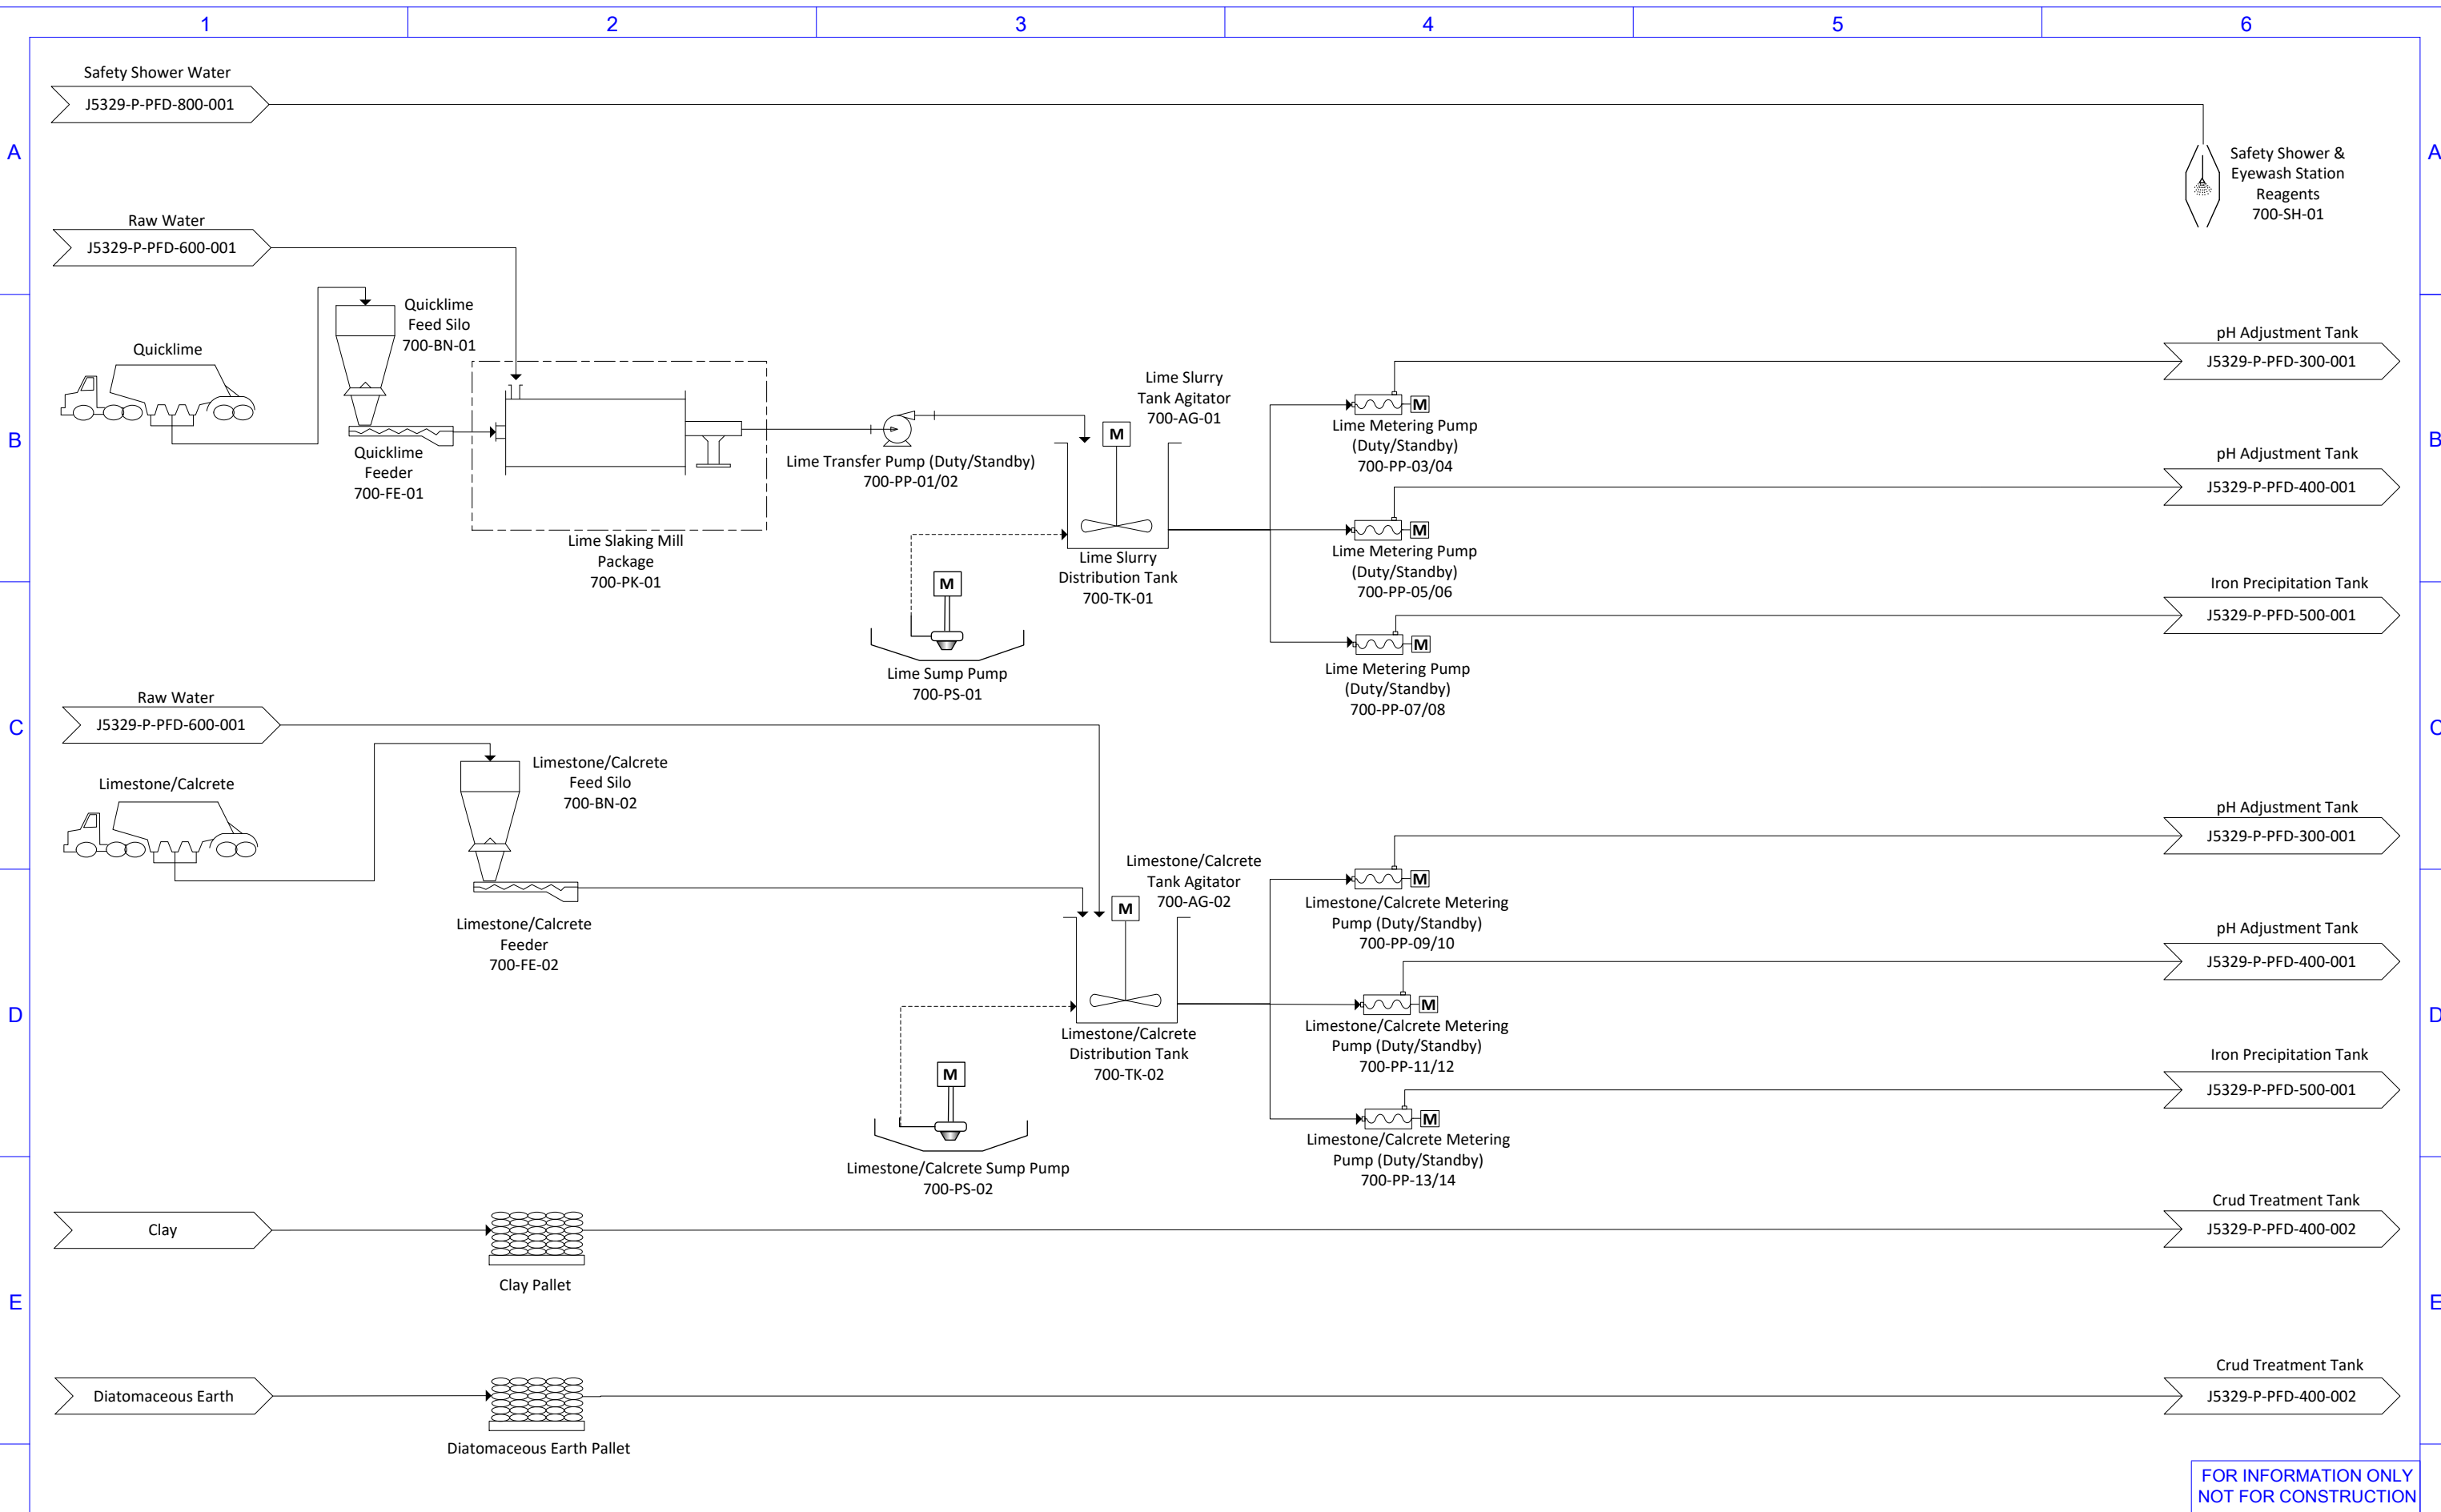 1
2
3
4
5
6
Safety Shower Water
J5329-P-PFD-800-001
A
A
Safety Shower &
Eyewash Station
Reagents
700-SH-01
Raw Water
J5329-P-PFD-600-001
Quicklime
Feed Silo
700-BN-01
Quicklime
Quicklime
Feeder
700-FE-01
Lime Slaking Mill
Package
700-PK-01
Lime Transfer Pump (Duty/Standby)
700-PP-01/02
Lime Slurry
Tank Agitator
700-AG-01
M
Lime Slurry
Distribution Tank
700-TK-01
M
Lime Sump Pump
700-PS-01
M
Lime Metering Pump
(Duty/Standby)
700-PP-03/04
M
Lime Metering Pump
(Duty/Standby)
700-PP-05/06
M
Lime Metering Pump
(Duty/Standby)
700-PP-07/08
pH Adjustment Tank
J5329-P-PFD-300-001
B
B
pH Adjustment Tank
J5329-P-PFD-400-001
Iron Precipitation Tank
J5329-P-PFD-500-001
Raw Water
J5329-P-PFD-600-001
C
C
Limestone/Calcrete
Limestone/Calcrete
Feed Silo
700-BN-02
Limestone/Calcrete
Feeder
700-FE-02
Limestone/Calcrete
Tank Agitator
700-AG-02
M
Limestone/Calcrete
Distribution Tank
700-TK-02
M
Limestone/Calcrete Sump Pump
700-PS-02
M
Limestone/Calcrete Metering
Pump (Duty/Standby)
700-PP-09/10
M
Limestone/Calcrete Metering
Pump (Duty/Standby)
700-PP-11/12
M
Limestone/Calcrete Metering
Pump (Duty/Standby)
700-PP-13/14
pH Adjustment Tank
J5329-P-PFD-300-001
pH Adjustment Tank
J5329-P-PFD-400-001
D
D
Iron Precipitation Tank
J5329-P-PFD-500-001
Clay
Clay Pallet
Crud Treatment Tank
J5329-P-PFD-400-002
E
E
Diatomaceous Earth
Diatomaceous Earth Pallet
Crud Treatment Tank
J5329-P-PFD-400-002
FOR INFORMATION ONLY
NOT FOR CONSTRUCTION